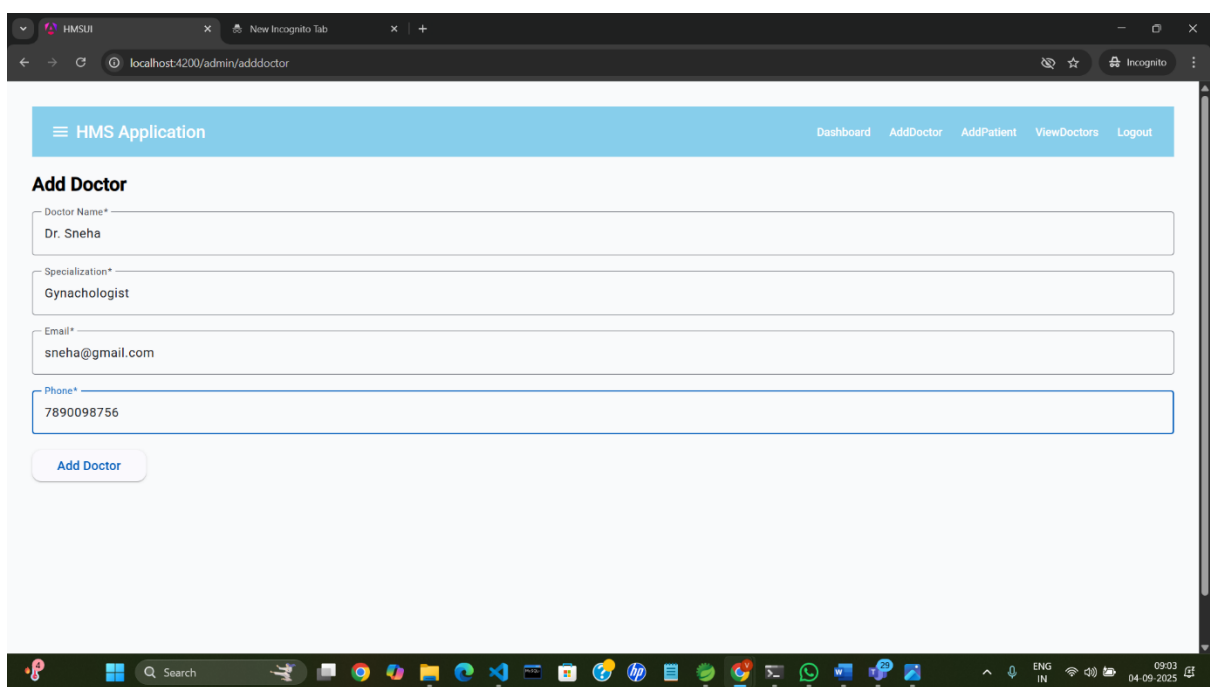 HMSUI
New Incognito Tab
localhost:4200/admin/adddoctor
Incognito
HMS Application
Dashboard AddDoctor AddPatient ViewDoctors Logout
Add Doctor
Doctor Name*
Dr. Sneha
Specialization*
Gynachologist
Email*
sneha@gmail.com
Phone*
7890098756
Add Doctor
4
Search
29
ENG
IN
09:03
04-09-2025